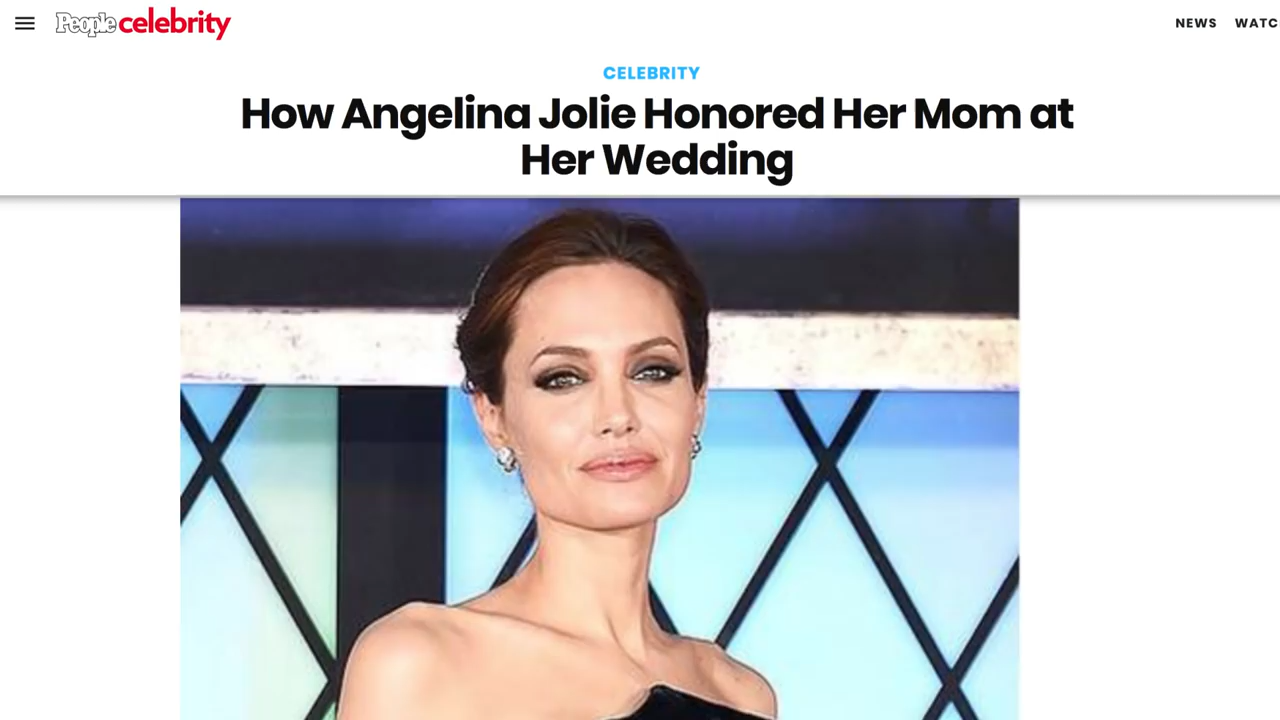 People celebrity
NEWS WATC
CELEBRITY
How Angelina Jolie Honored Her Mom at
Her Wedding